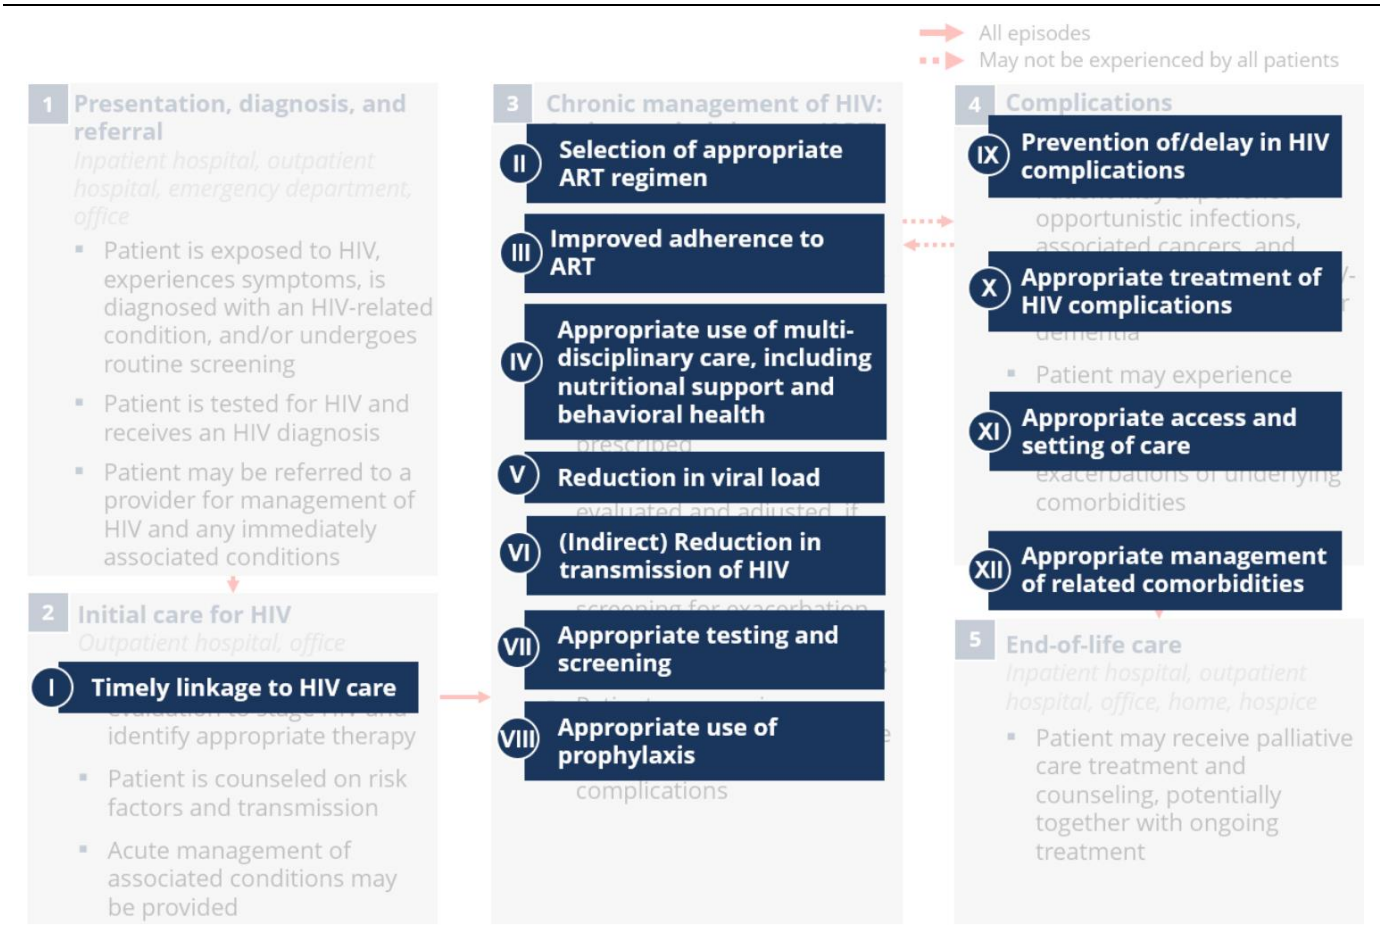 All episodes
May not be experienced by all patients
1
Presentation, diagnosis, and
referral
Inpatient hospital, outpatient
hospital, emergency department,
office
▪ Patient is exposed to HIV,
experiences symptoms, is
diagnosed with an HIV-related
condition, and/or undergoes
routine screening
▪ Patient is tested for HIV and
receives an HIV diagnosis
▪ Patient may be referred to a
provider for management of
HIV and any immediately
associated conditions
2
Initial care for HIV
Outpatient hospital, office
I
Timely linkage to HIV care
evaluation to stage HIV and
identify appropriate therapy
▪ Patient is counseled on risk
factors and transmission
▪ Acute management of
associated conditions may
be provided
3
Chronic management of HIV:
II
Selection of appropriate
ART regimen
III
Improved adherence to
ART
IV
Appropriate use of multi-
disciplinary care, including
nutritional support and
behavioral health
prescribed
V
Reduction in viral load
evaluated and adjusted, if
VI
(Indirect) Reduction in
transmission of HIV
screening for exacerbation
VII
Appropriate testing and
screening
VIII
Appropriate use of
prophylaxis
complications
4
Complications
IX
Prevention of/delay in HIV
complications
opportunistic infections,
associated cancers, and
X
Appropriate treatment of
HIV complications
dementia
▪ Patient may experience
XI
Appropriate access and
setting of care
exacerbations of underlying
comorbidities
XII
Appropriate management
of related comorbidities
5
End-of-life care
Inpatient hospital, outpatient
hospital, office, home, hospice
▪ Patient may receive palliative
care treatment and
counseling, potentially
together with ongoing
treatment